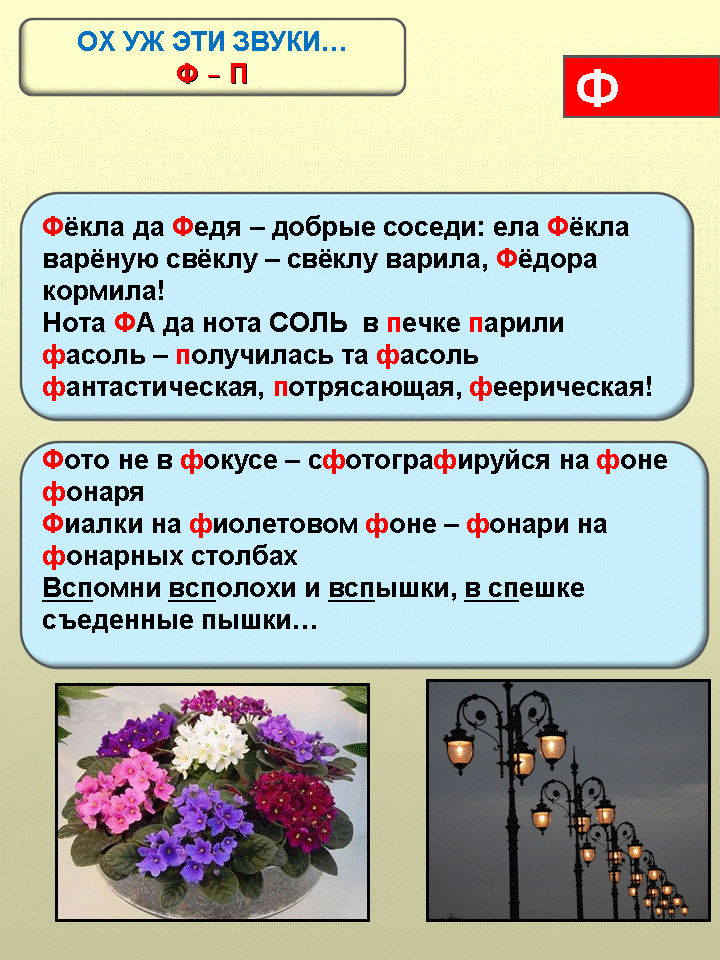 ОХ УЖ ЭТИ ЗВУКИ…
Ф – П
Ф
Фёкла да Федя – добрые соседи: ела Фёкла
варёную свёклу – свёклу варила, Фёдора
кормила!
Нота ФА да нота СОЛЬ в печке парили
фасоль – получилась та фасоль
фантастическая, потрясающая, феерическая!
Фото не в фокусе – сфотографируйся на фоне
фонаря
Фиалки на фиолетовом фоне – фонари на
фонарных столбах
Вспомни всполохи и вспышки, в спешке
съеденные пышки…